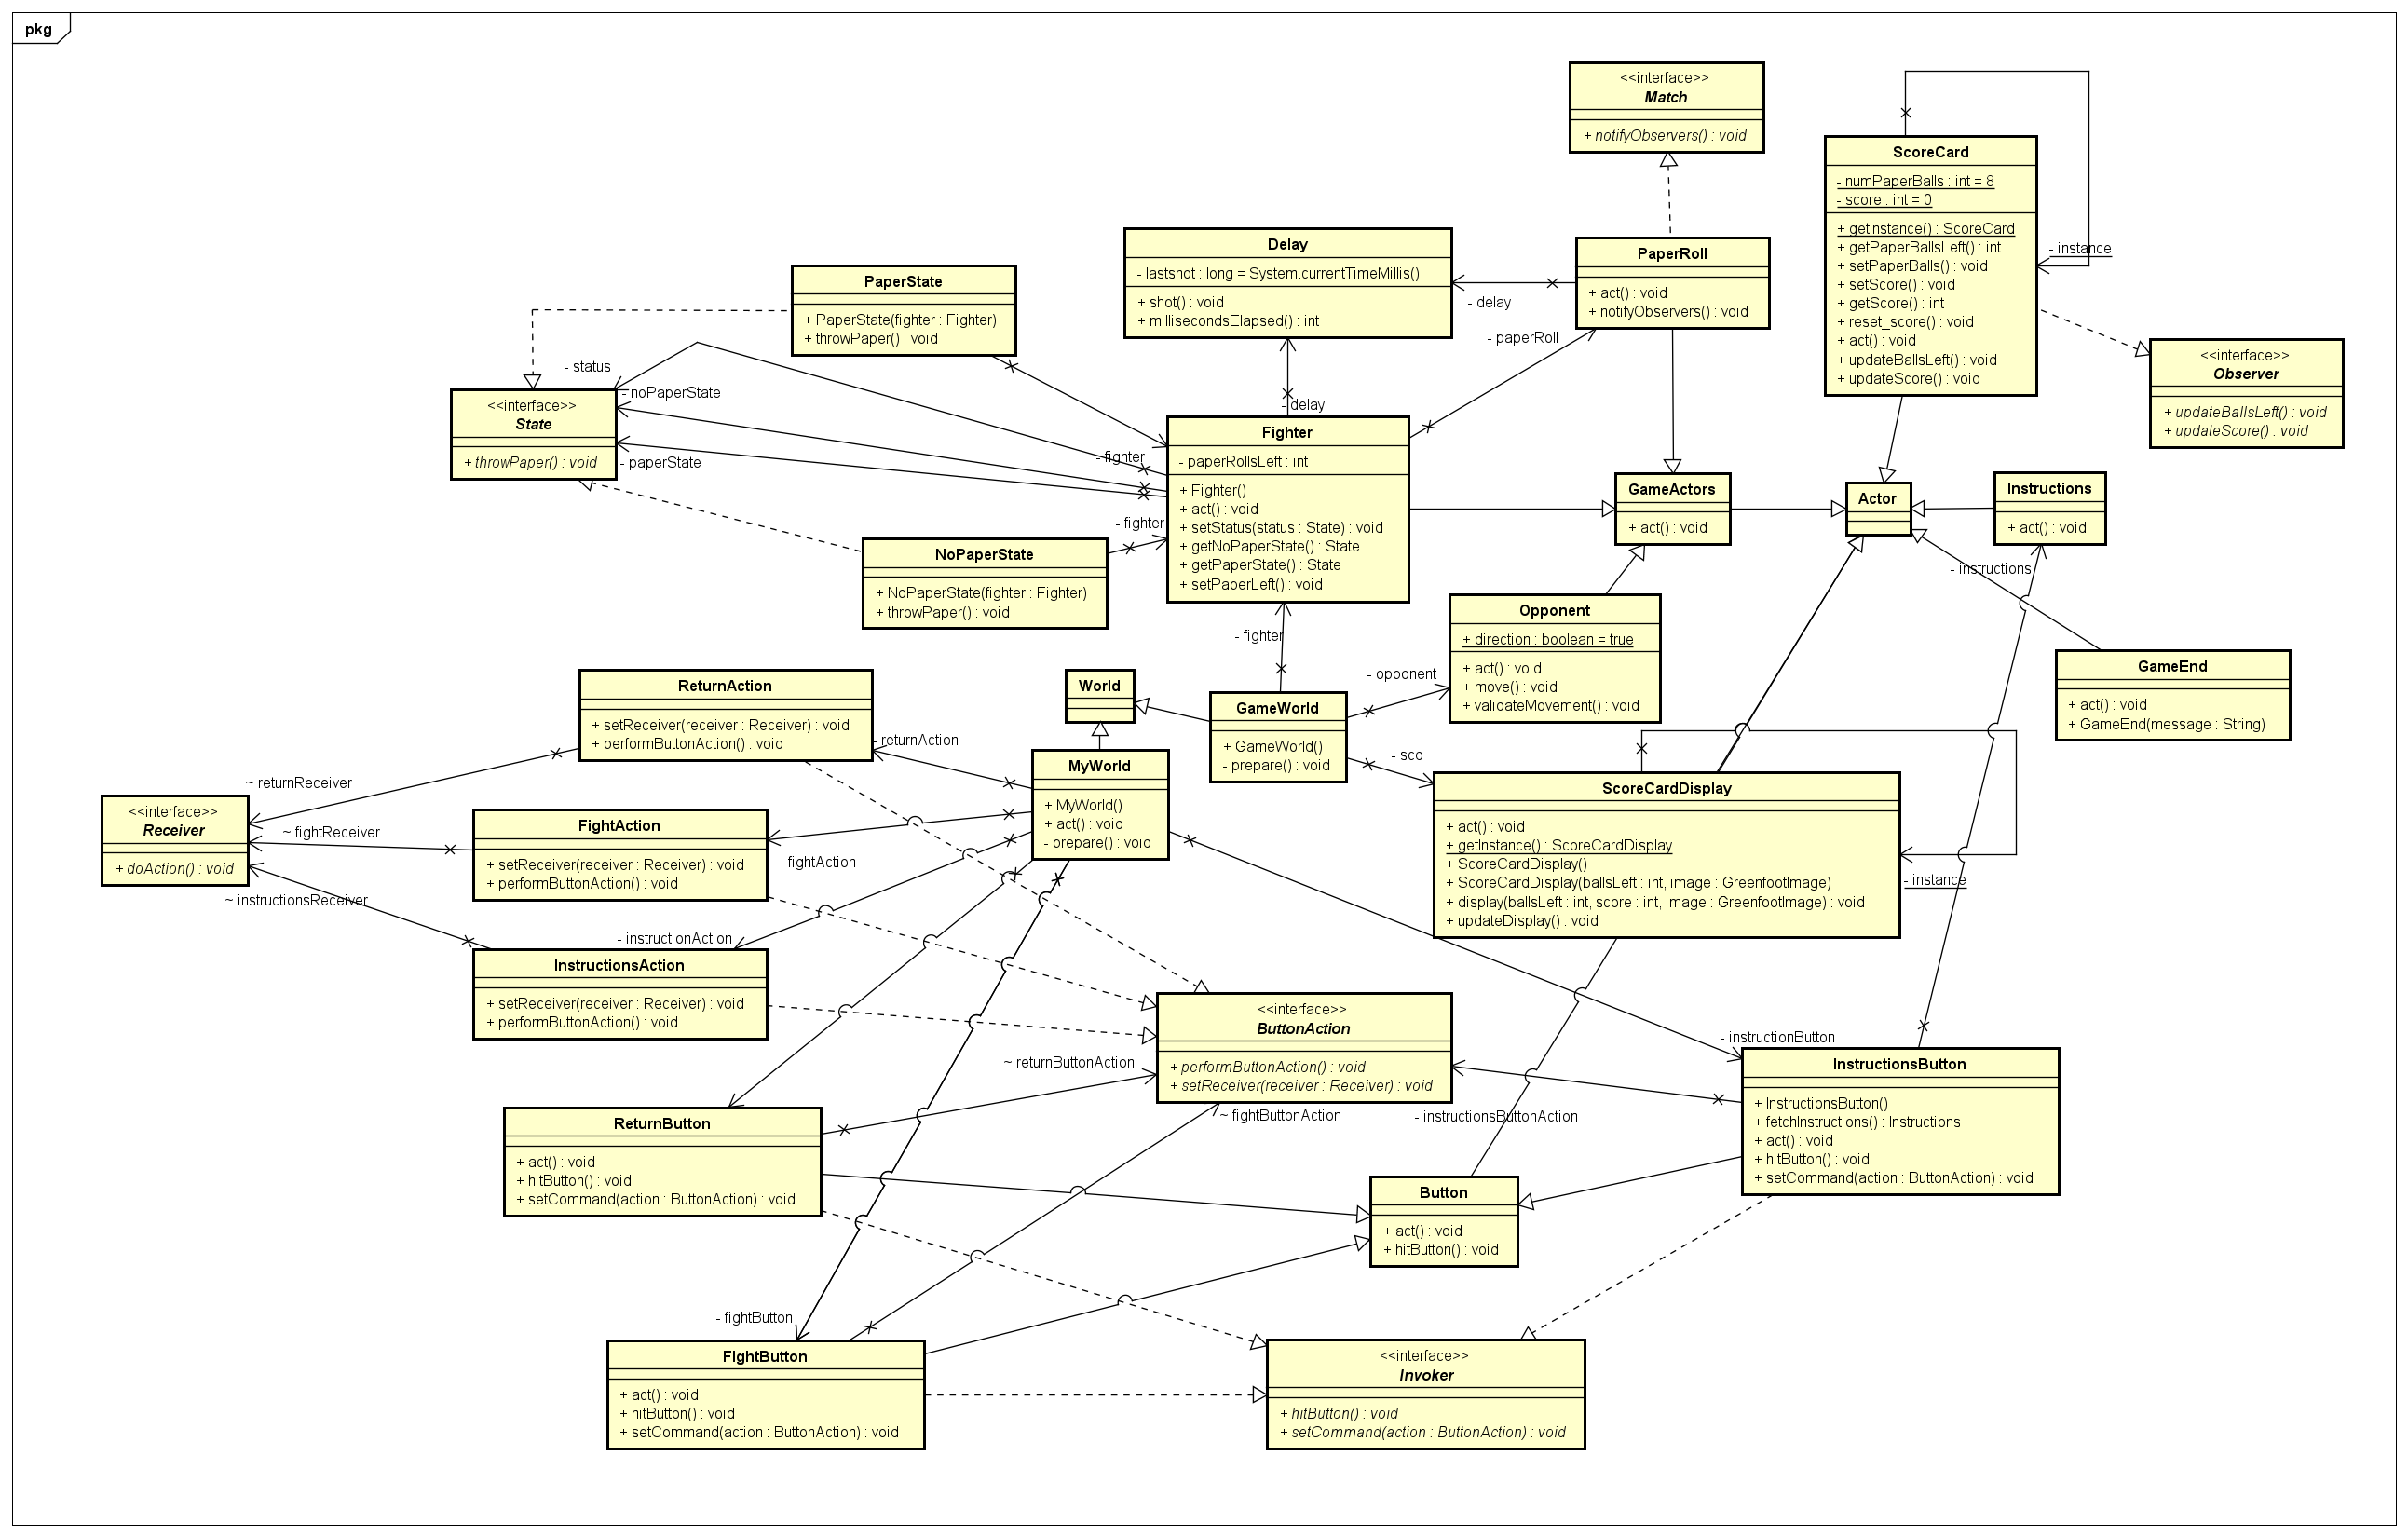 pkg
<<interface>>
Match
+ notifyObservers() : void
ScoreCard
- numPaperBalls : int = 8
- score : int = 0
+ getInstance() : ScoreCard
+ getPaperBallsLeft() : int
+ setPaperBalls() : void
+ setScore() : void
+ getScore() : int
+ reset_score() : void
+ act() : void
+ updateBallsLeft() : void
+ updateScore() : void
- instance
<<interface>>
Observer
+ updateBallsLeft() : void
+ updateScore() : void
Delay
- lastshot : long = System.currentTimeMillis()
+ shot() : void
+ millisecondsElapsed() : int
- delay
PaperRoll
+ act() : void
+ notifyObservers() : void
- paperRoll
PaperState
+ PaperState(fighter : Fighter)
+ throwPaper() : void
- status
- noPaperState
<<interface>>
State
+ throwPaper() : void
- paperState
- delay
- fighter
Fighter
- paperRollsLeft : int
+ Fighter()
+ act() : void
+ setStatus(status : State) : void
+ getNoPaperState() : State
+ getPaperState() : State
+ setPaperLeft() : void
- fighter
NoPaperState
+ NoPaperState(fighter : Fighter)
+ throwPaper() : void
GameActors
+ act() : void
Actor
Instructions
+ act() : void
- instructions
Opponent
+ direction : boolean = true
+ act() : void
+ move() : void
+ validateMovement() : void
- fighter
- opponent
GameEnd
+ act() : void
+ GameEnd(message : String)
World
GameWorld
+ GameWorld()
- prepare() : void
- scd
ReturnAction
+ setReceiver(receiver : Receiver) : void
+ performButtonAction() : void
- returnAction
MyWorld
+ MyWorld()
+ act() : void
- prepare() : void
~ returnReceiver
<<interface>>
Receiver
+ doAction() : void
~ fightReceiver
~ instructionsReceiver
FightAction
+ setReceiver(receiver : Receiver) : void
+ performButtonAction() : void
- fightAction
- instructionAction
ScoreCardDisplay
+ act() : void
+ getInstance() : ScoreCardDisplay
+ ScoreCardDisplay()
+ ScoreCardDisplay(ballsLeft : int, image : GreenfootImage)
+ display(ballsLeft : int, score : int, image : GreenfootImage) : void
+ updateDisplay() : void
- instance
InstructionsAction
+ setReceiver(receiver : Receiver) : void
+ performButtonAction() : void
<<interface>>
ButtonAction
+ performButtonAction() : void
+ setReceiver(receiver : Receiver) : void
~ returnButtonAction
~ fightButtonAction
- instructionsButtonAction
- instructionButton
InstructionsButton
+ InstructionsButton()
+ fetchInstructions() : Instructions
+ act() : void
+ hitButton() : void
+ setCommand(action : ButtonAction) : void
ReturnButton
+ act() : void
+ hitButton() : void
+ setCommand(action : ButtonAction) : void
Button
+ act() : void
+ hitButton() : void
- fightButton
FightButton
+ act() : void
+ hitButton() : void
+ setCommand(action : ButtonAction) : void
<<interface>>
Invoker
+ hitButton() : void
+ setCommand(action : ButtonAction) : void